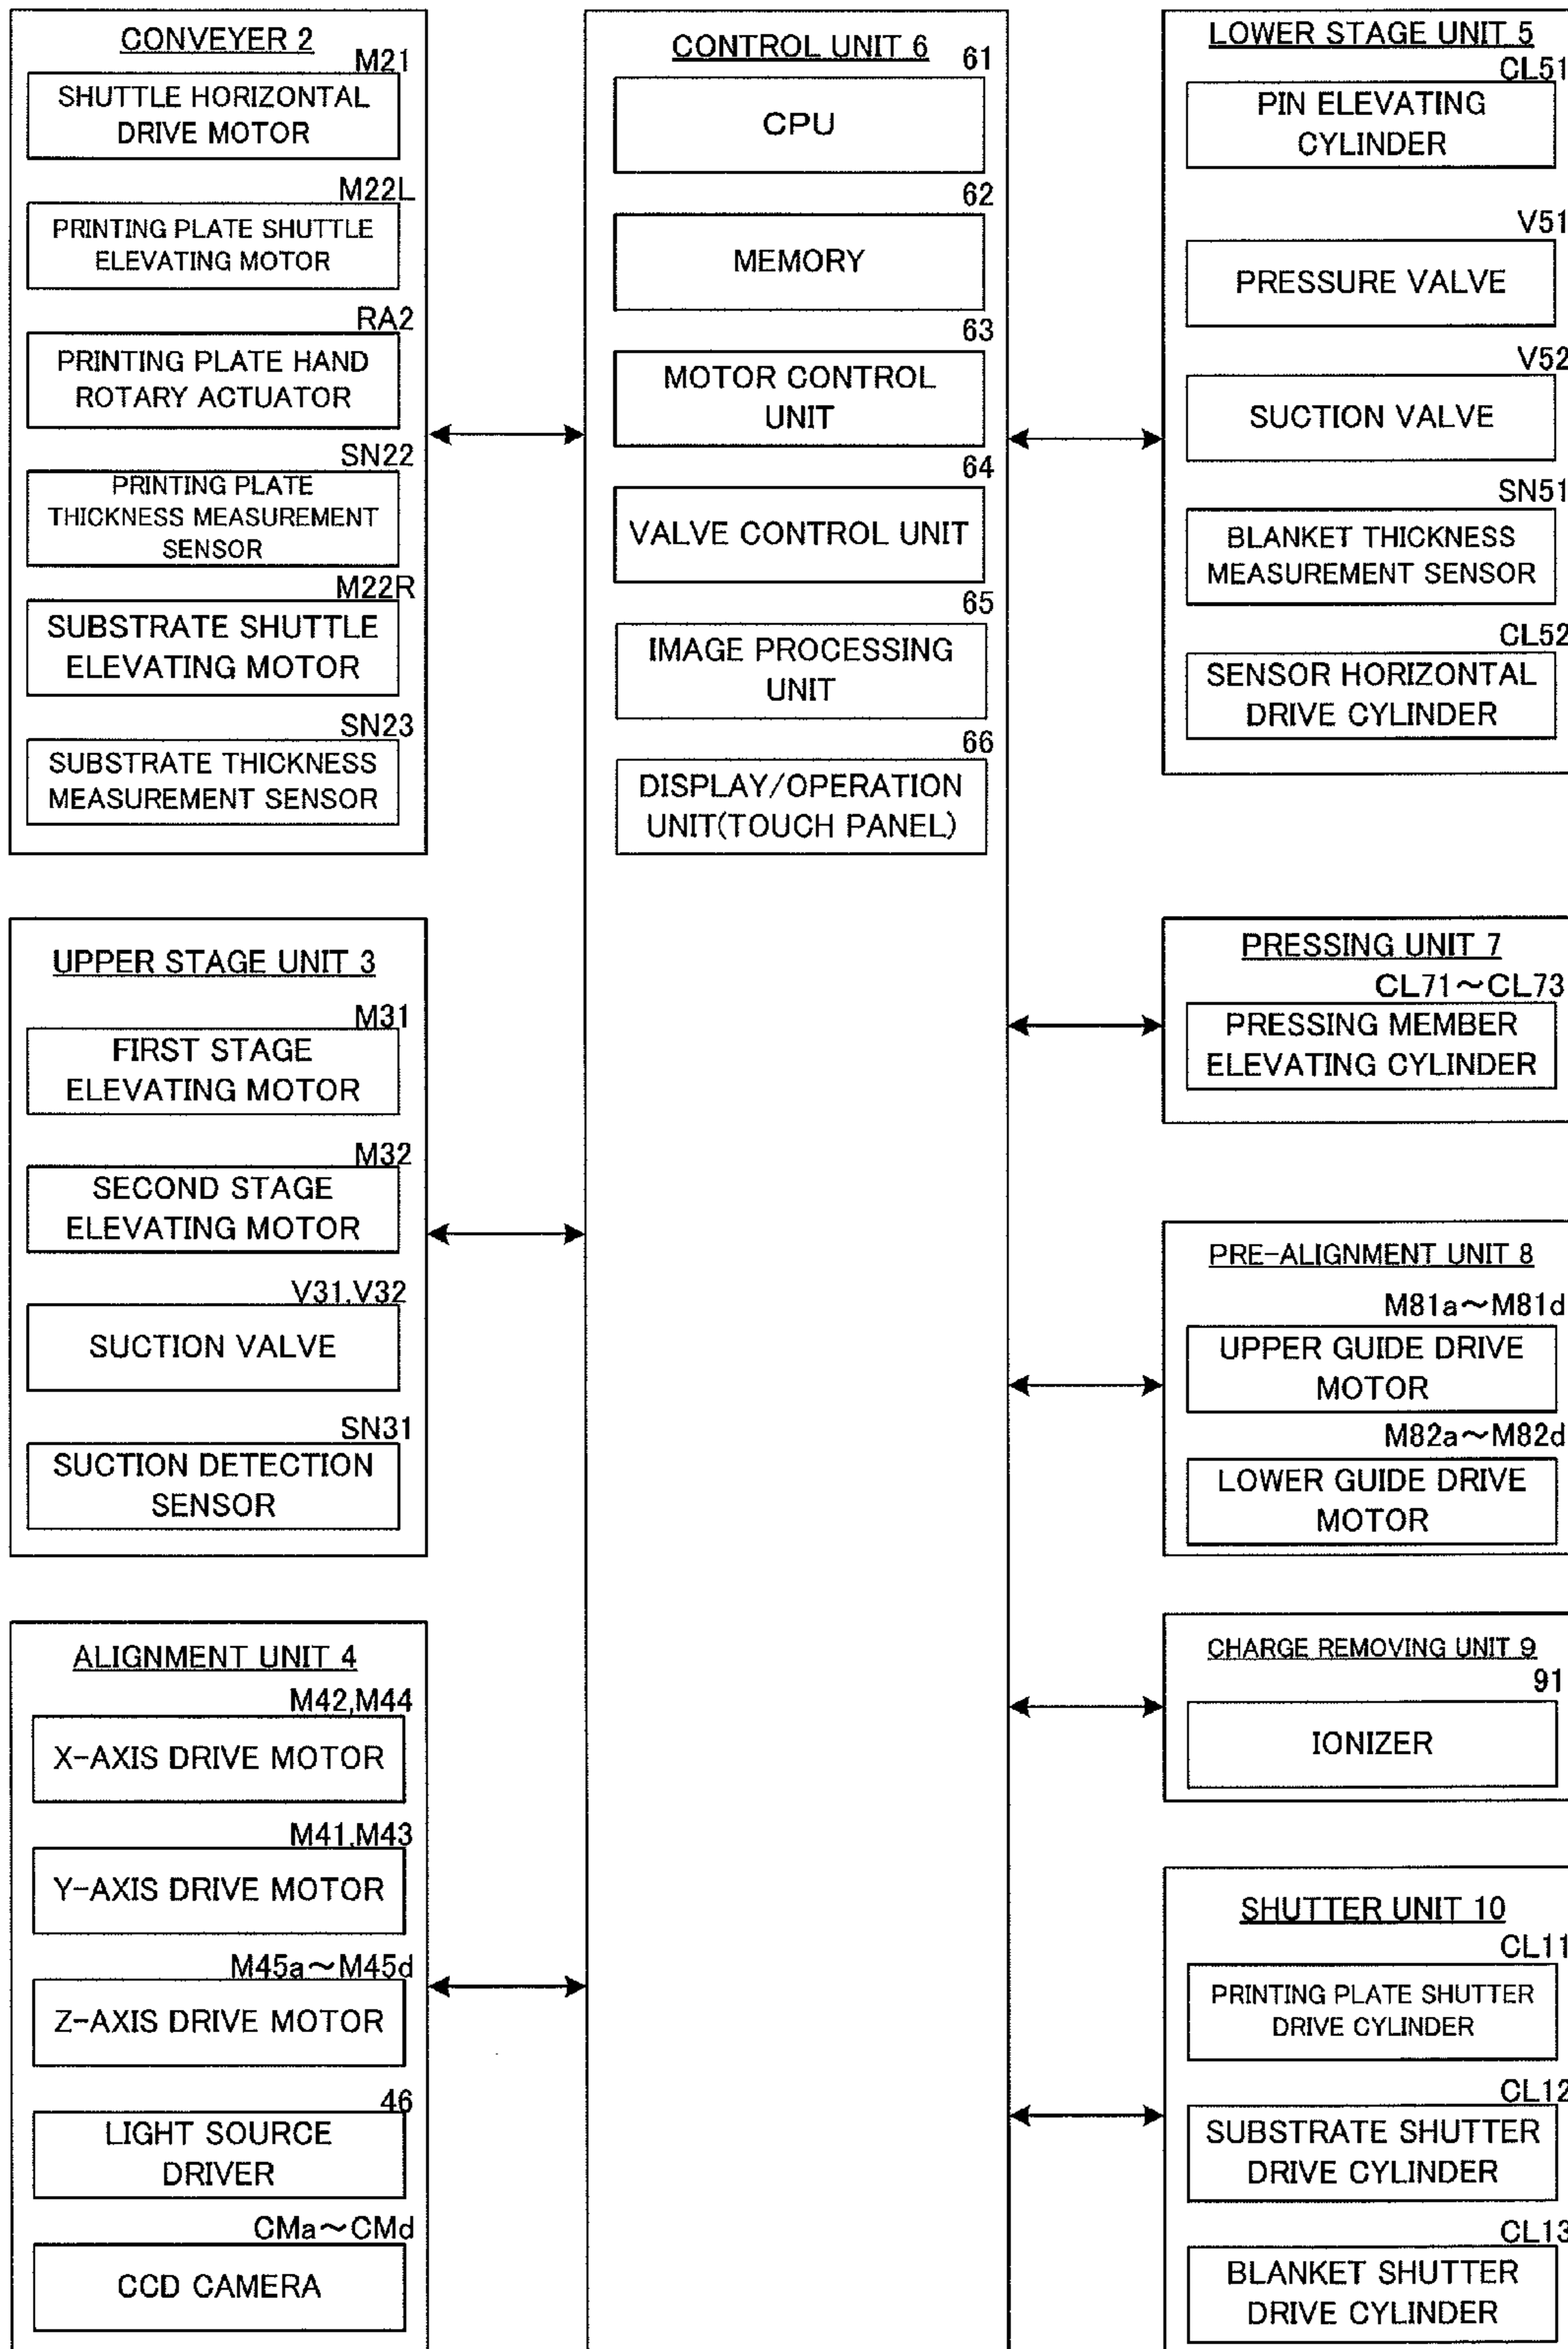 CONVEYER 2
M21
SHUTTLE HORIZONTAL
DRIVE MOTOR
M22L
PRINTING PLATE SHUTTLE
ELEVATING MOTOR
RA2
PRINTING PLATE HAND
ROTARY ACTUATOR
SN22
PRINTING PLATE
THICKNESS MEASUREMENT
SENSOR
M22R
SUBSTRATE SHUTTLE
ELEVATING MOTOR
SN23
SUBSTRATE THICKNESS
MEASUREMENT SENSOR
UPPER STAGE UNIT 3
M31
FIRST STAGE
ELEVATING MOTOR
M32
SECOND STAGE
ELEVATING MOTOR
V31,V32
SUCTION VALVE
SN31
SUCTION DETECTION
SENSOR
ALIGNMENT UNIT 4
M42,M44
X-AXIS DRIVE MOTOR
M41,M43
Y-AXIS DRIVE MOTOR
M45a~M45d
Z-AXIS DRIVE MOTOR
46
LIGHT SOURCE
DRIVER
CMa~CMd
CCD CAMERA
CONTROL UNIT 6
61
CPU
62
MEMORY
63
MOTOR CONTROL
UNIT
64
VALVE CONTROL UNIT
65
IMAGE PROCESSING
UNIT
66
DISPLAY/OPERATION
UNIT(TOUCH PANEL)
LOWER STAGE UNIT 5
CL51
PIN ELEVATING
CYLINDER
V51
PRESSURE VALVE
V52
SUCTION VALVE
SN51
BLANKET THICKNESS
MEASUREMENT SENSOR
CL52
SENSOR HORIZONTAL
DRIVE CYLINDER
PRESSING UNIT 7
CL71~CL73
PRESSING MEMBER
ELEVATING CYLINDER
PRE-ALIGNMENT UNIT 8
M81a~M81d
UPPER GUIDE DRIVE
MOTOR
M82a~M82d
LOWER GUIDE DRIVE
MOTOR
CHARGE REMOVING UNIT 9
91
IONIZER
SHUTTER UNIT 10
CL11
PRINTING PLATE SHUTTER
DRIVE CYLINDER
CL12
SUBSTRATE SHUTTER
DRIVE CYLINDER
CL13
BLANKET SHUTTER
DRIVE CYLINDER